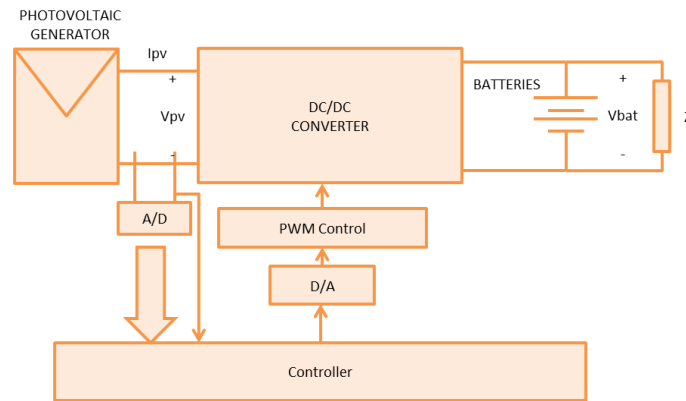 PHOTOVOLTAIC
GENERATOR
Ipv
+
Vpv
-
DC/DC
CONVERTER
BATTERIES
+
Vbat
-
Z
A/D
PWM Control
D/A
Controller